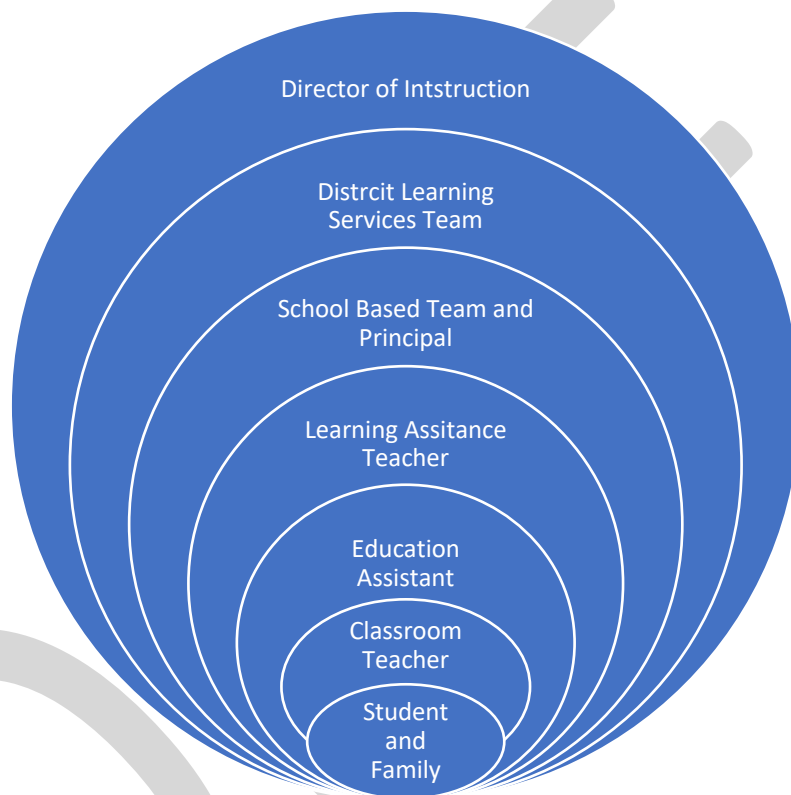 Director of Intstruction
Distrcit Learning
Services Team
School Based Team and
Principal
Learning Assitance
Teacher
Education
Assistant
Classroom
Teacher
Student
and
Family